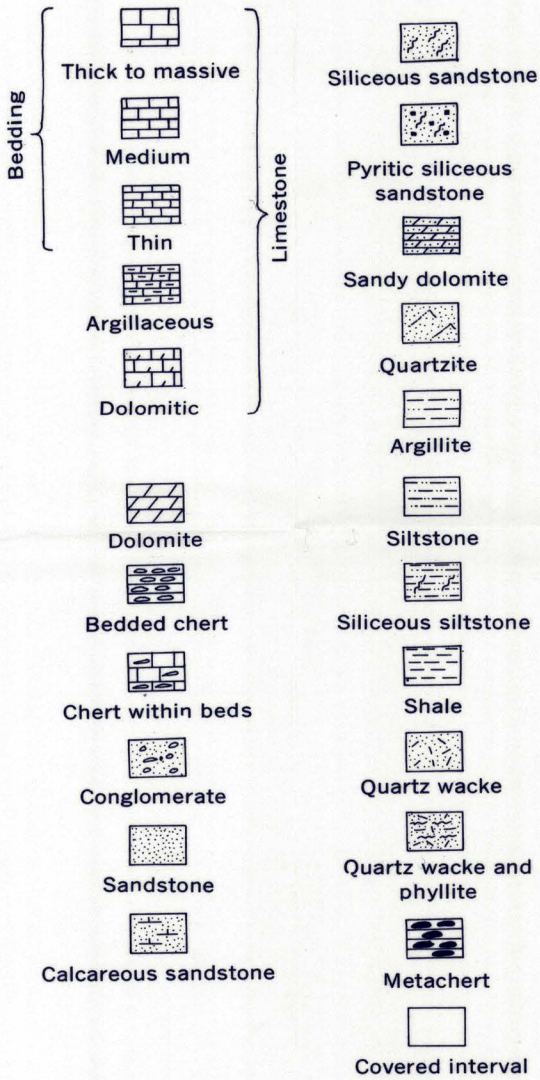 Bedding
Thick to massive
Medium
Thin
Argillaceous
Dolomitic
Limestone
Dolomite
Bedded chert
Chert within beds
Conglomerate
Sandstone
Calcareous sandstone
Siliceous sandstone
Pyritic siliceous
sandstone
Sandy dolomite
Quartzite
Argillite
Siltstone
Siliceous siltstone
Shale
Quartz wacke
Quartz wacke and
phyllite
Metachert
Covered interval